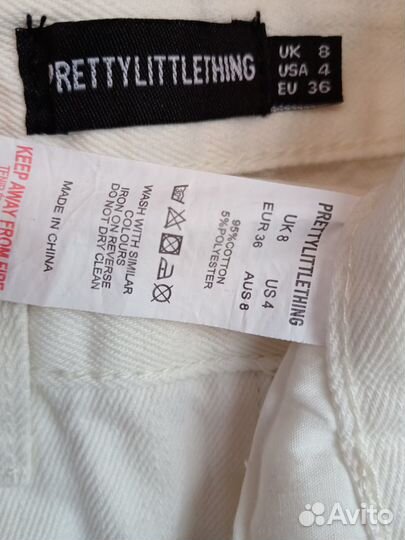 PRETTYLITTLETHING
UK 8
USA 4
EU 36
PRETTYLITTLETHING
UK 8 US 4
EUR 36 AUS 8
95%COTTON
5%POLYESTER
WASH WITH SIMILAR
COLOURS
IRON ON REVERSE
DO NOT DRY CLEAN
MADE IN CHINA
KEEP AWAY FROM FIRE
Avito